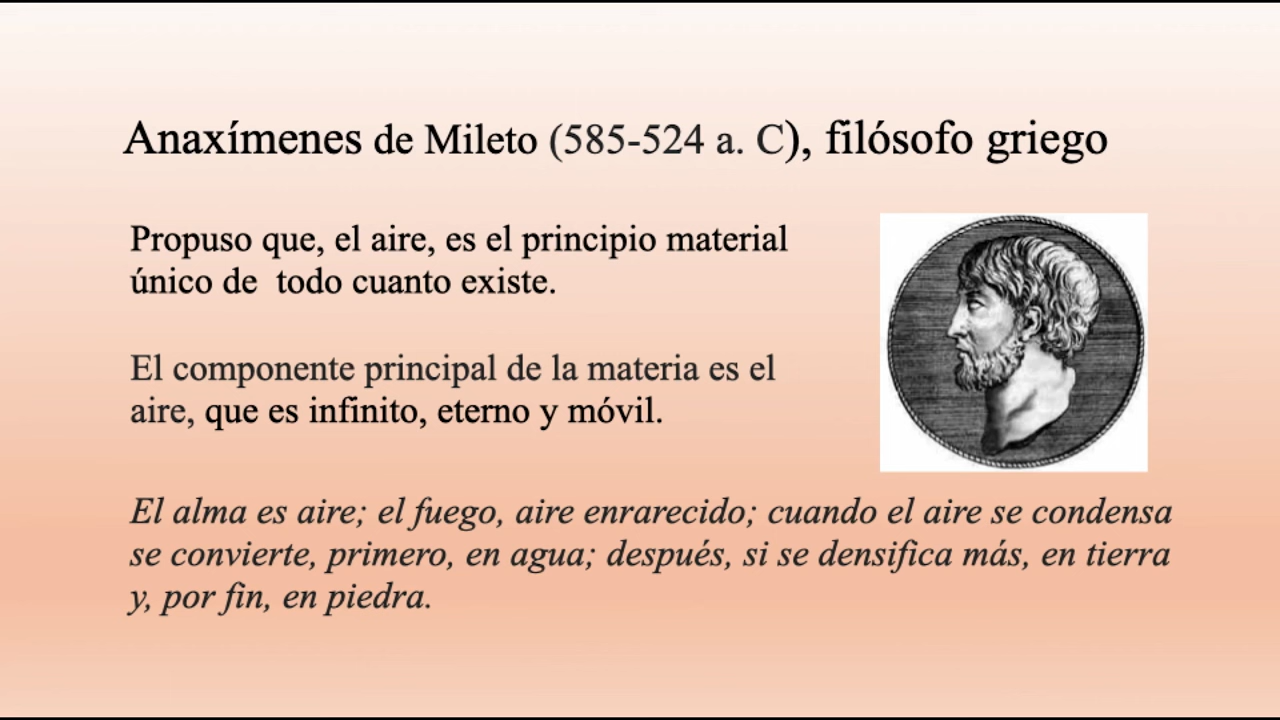 Anaxímenes de Mileto (585-524 a. C), filósofo griego
Propuso que, el aire, es el principio material
único de  todo cuanto existe.
El componente principal de la materia es el
aire, que es infinito, eterno y móvil.
El alma es aire; el fuego, aire enrarecido; cuando el aire se condensa
se convierte, primero, en agua; después, si se densifica más, en tierra
y, por fin, en piedra.